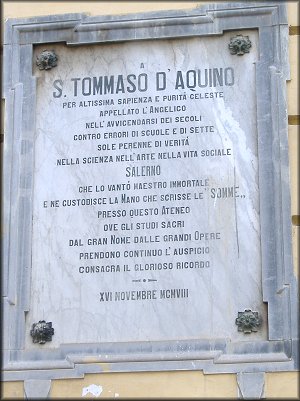 A
S. TOMMASO D'AQUINO
PER ALTISSIMA SAPIENZA E PURITÀ CELESTE
APPELLATO L'ANGELICO
NELL'AVVICENDARSI DEI SECOLI
CONTRO ERRORI DI SCUOLE E DI SETTE
SOLE PERENNE DI VERITÀ
NELLA SCIENZA NELL'ARTE NELLA VITA SOCIALE
SALERNO
CHE LO VANTÒ MAESTRO IMMORTALE
E NE CUSTODISCE LA MANO CHE SCRISSE LE "SOMME„
PRESSO QUESTO ATENEO
OVE GLI STUDI SACRI
DAL GRAN NOME DALLE GRANDI OPERE
PRENDONO CONTINUO L'AUSPICIO
CONSACRA IL GLORIOSO RICORDO
XVI NOVEMBRE MCMVIII